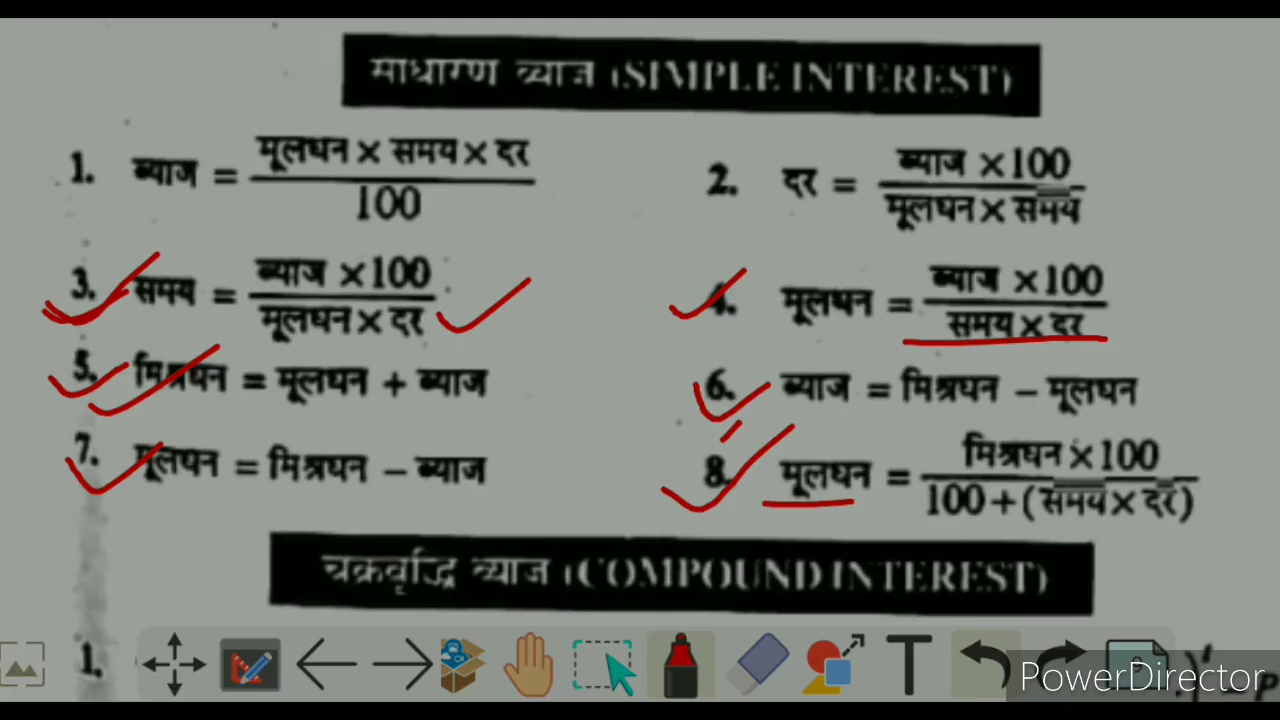 साधारण ब्याज (SIMPLE INTEREST)
1. ब्याज = मूलधन × समय × दर / 100
2. दर = ब्याज × 100 / मूलधन × समय
3. समय = ब्याज × 100 / मूलधन × दर
4. मूलधन = ब्याज × 100 / समय × दर
5. मिश्रधन = मूलधन + ब्याज
6. ब्याज = मिश्रधन – मूलधन
7. मूलधन = मिश्रधन – ब्याज
8. मूलधन = मिश्रधन × 100 / 100 + (समय × दर)
चक्रवृद्धि ब्याज (COMPOUND INTEREST)
1.
T
PowerDirector